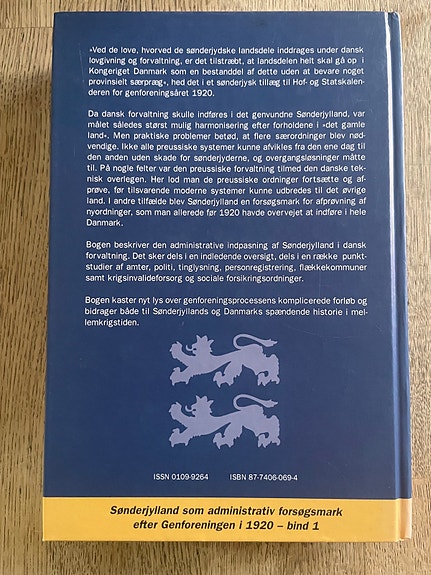 »Ved de love, hvorved de sønderjydske landsdele inddrages under dansk
lovgivning og forvaltning, er det tilstræbt, at landsdelen helt skal gå op i
Kongeriget Danmark som en bestanddel af dette uden at bevare noget
provinsielt særpræg«, hed det i et sønderjysk tillæg til Hof- og Statskalen-
deren for genforeningsåret 1920.
Da dansk forvaltning skulle indføres i det genvundne Sønderjylland, var
målet således størst mulig harmonisering efter forholdene i »det gamle
land«. Men praktiske problemer betød, at flere særordninger blev nød-
vendige. Ikke alle preussiske systemer kunne afvikles fra den ene dag til
den anden uden skade for sønderjyderne, og overgangsløsninger måtte
til. På nogle felter var den preussiske forvaltning tilmed den danske tek-
nisk overlegen. Her lod man de preussiske ordninger fortsætte og af-
prøve, før tilsvarende moderne systemer kunne udbredes til det øvrige
land. I andre tilfælde blev Sønderjylland en forsøgsmark for afprøvning af
nyordninger, som man allerede før 1920 havde overvejet at indføre i hele
Danmark.
Bogen beskriver den administrative indpasning af Sønderjylland i dansk
forvaltning. Det sker dels i en indledende oversigt, dels i en række punkt-
studier af amter, politi, tinglysning, personregistrering, flækkekommuner
samt krigsinvalideforsorg og sociale forsikringsordninger.
Bogen kaster nyt lys over genforeningsprocessens komplicerede forløb og
bidrager både til Sønderjyllands og Danmarks spændende historie i mel-
lemkrigstiden.
ISSN 0109-9264 ISBN 87-7406-069-4
Sønderjylland som administrativ forsøgsmark
efter Genforeningen i 1920 – bind 1